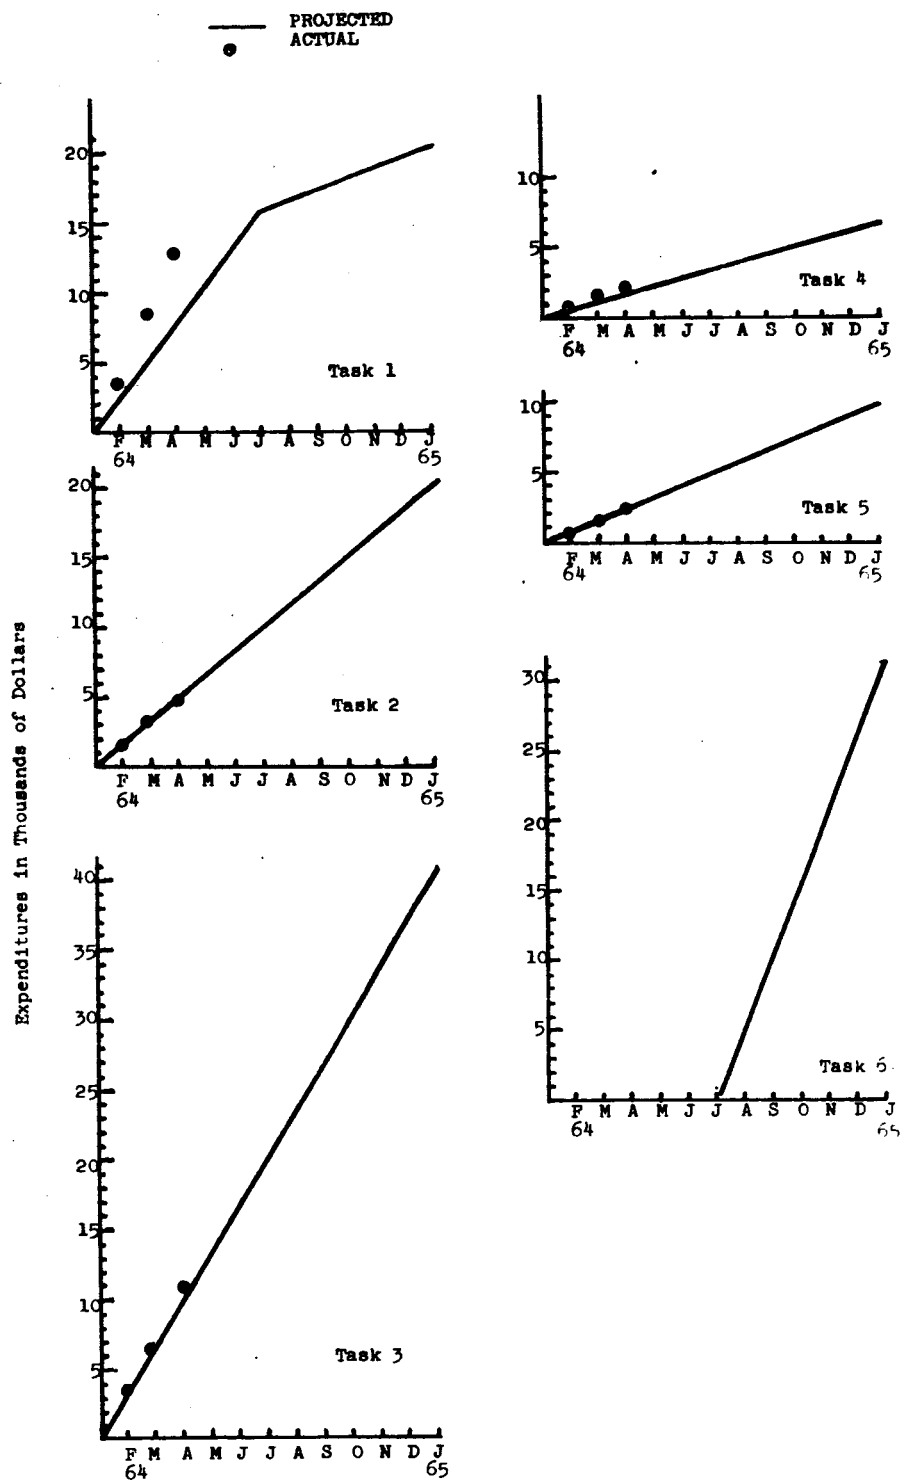 PROJECTED
ACTUAL
20
15
10
5
Task 1
F M A M J J A S O N D J
64 65
10
5
Task 4
F M A M J J A S O N D J
64 65
10
5
Task 5
F M A M J J A S O N D J
64 65
20
15
10
5
Task 2
F M A M J J A S O N D J
64 65
Expenditures in Thousands of Dollars
30
25
20
15
10
5
Task 6
F M A M J J A S O N D J
64 65
40
35
30
25
20
15
10
5
Task 3
F M A M J J A S O N D J
64 65